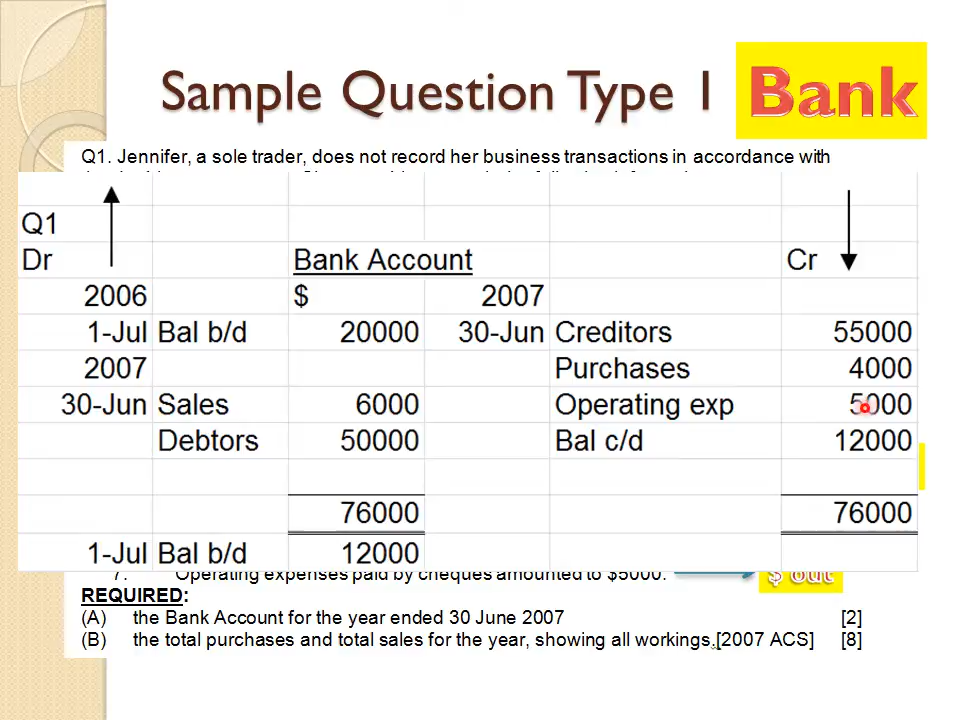 Sample Question Type 1 Bank
Q1. Jennifer, a sole trader, does not record her business transactions in accordance with
Q1
Dr Bank Account Cr
2006 $ 2007
1-Jul Bal b/d 20000 30-Jun Creditors 55000
2007 Purchases 4000
30-Jun Sales 6000 Operating exp 5000
Debtors 50000 Bal c/d 12000
76000 76000
1-Jul Bal b/d 12000
7. Operating expenses paid by cheques amounted to $5000. $ out
REQUIRED:
(A) the Bank Account for the year ended 30 June 2007 [2]
(B) the total purchases and total sales for the year, showing all workings.[2007 ACS] [8]